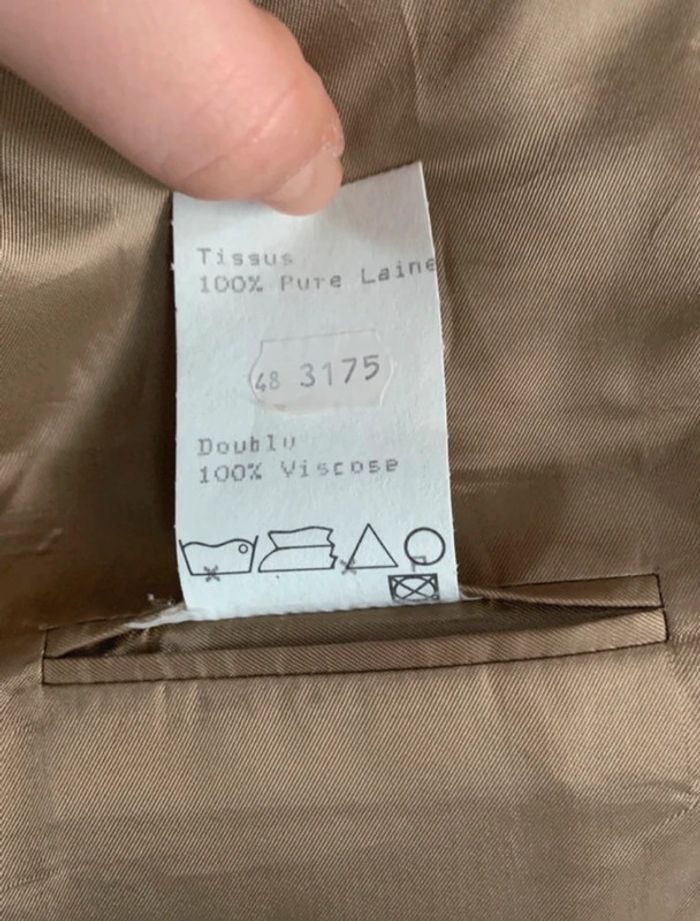 Tissus
100% Pure Laine
48 3175
Doublu
100% Viscose